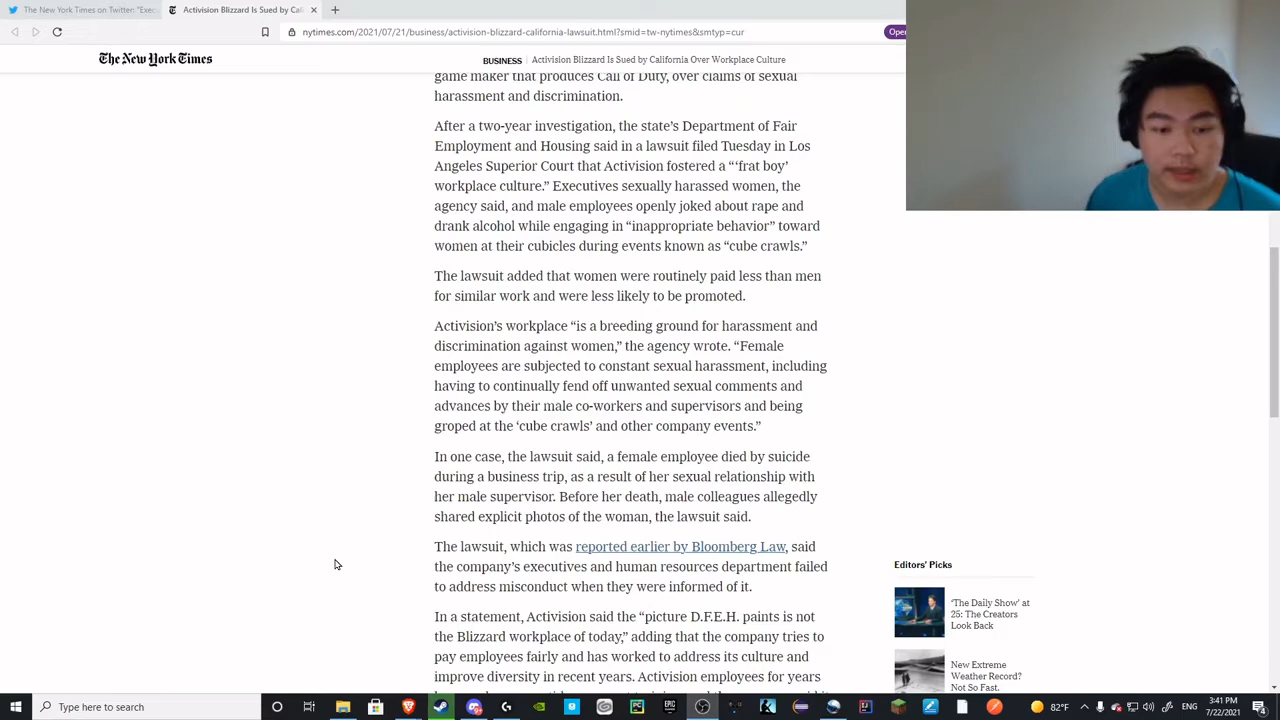 The New York Times on Twitter: "Exec
Activision Blizzard Is Sued by Cal
nytimes.com/2021/07/21/business/activision-blizzard-california-lawsuit.html?smid=tw-nytimes&smtyp=cur
Open
The New York Times
BUSINESS
Activision Blizzard Is Sued by California Over Workplace Culture
game maker that produces Call of Duty, over claims of sexual
harassment and discrimination.
After a two-year investigation, the state's Department of Fair
Employment and Housing said in a lawsuit filed Tuesday in Los
Angeles Superior Court that Activision fostered a “‘frat boy’
workplace culture.” Executives sexually harassed women, the
agency said, and male employees openly joked about rape and
drank alcohol while engaging in “inappropriate behavior” toward
women at their cubicles during events known as “cube crawls.”
The lawsuit added that women were routinely paid less than men
for similar work and were less likely to be promoted.
Activision’s workplace “is a breeding ground for harassment and
discrimination against women,” the agency wrote. “Female
employees are subjected to constant sexual harassment, including
having to continually fend off unwanted sexual comments and
advances by their male co-workers and supervisors and being
groped at the ‘cube crawls’ and other company events.”
In one case, the lawsuit said, a female employee died by suicide
during a business trip, as a result of her sexual relationship with
her male supervisor. Before her death, male colleagues allegedly
shared explicit photos of the woman, the lawsuit said.
The lawsuit, which was reported earlier by Bloomberg Law, said
the company’s executives and human resources department failed
to address misconduct when they were informed of it.
In a statement, Activision said the “picture D.F.E.H. paints is not
the Blizzard workplace of today,” adding that the company tries to
pay employees fairly and has worked to address its culture and
improve diversity in recent years. Activision employees for years
Editors’ Picks
‘The Daily Show’ at
25: The Creators
Look Back
New Extreme
Weather Record?
Not So Fast.
Type here to search
82°F
3:41 PM
7/22/2021